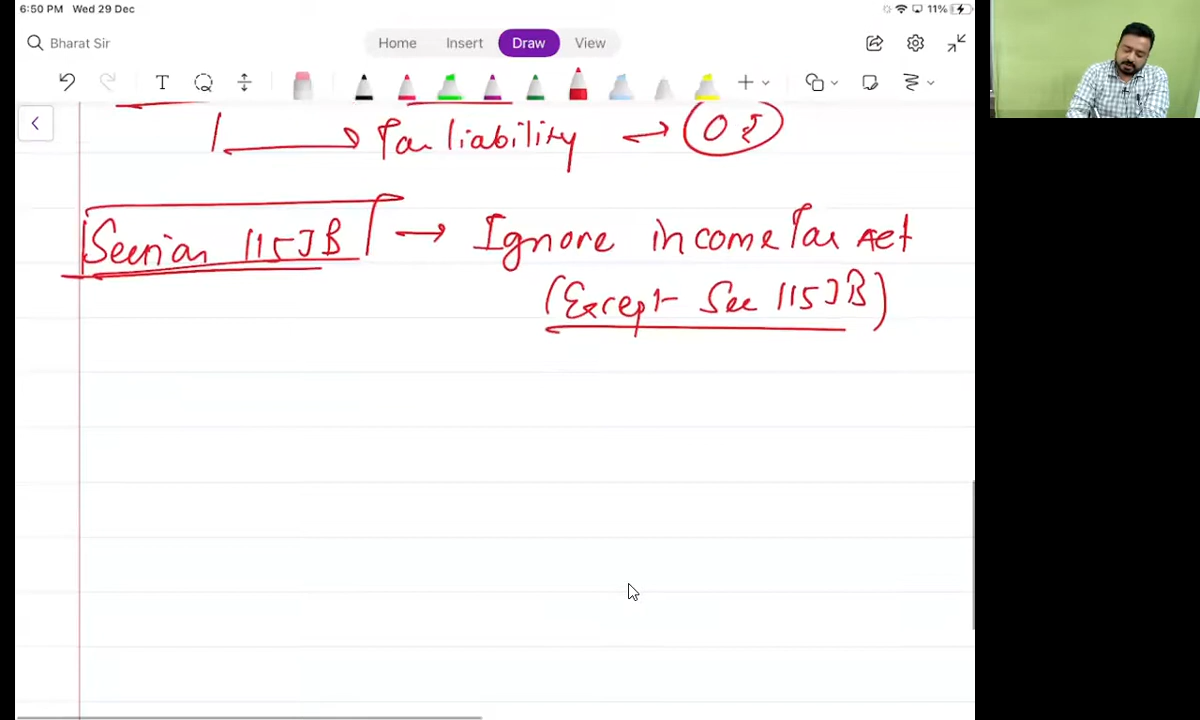 6:50 PM Wed 29 Dec 11%
Bharat Sir Home Insert Draw View
T
Tax liability 0 ₹
Section 115JB → Ignore income Tax Act
(Except Sec 115JB)